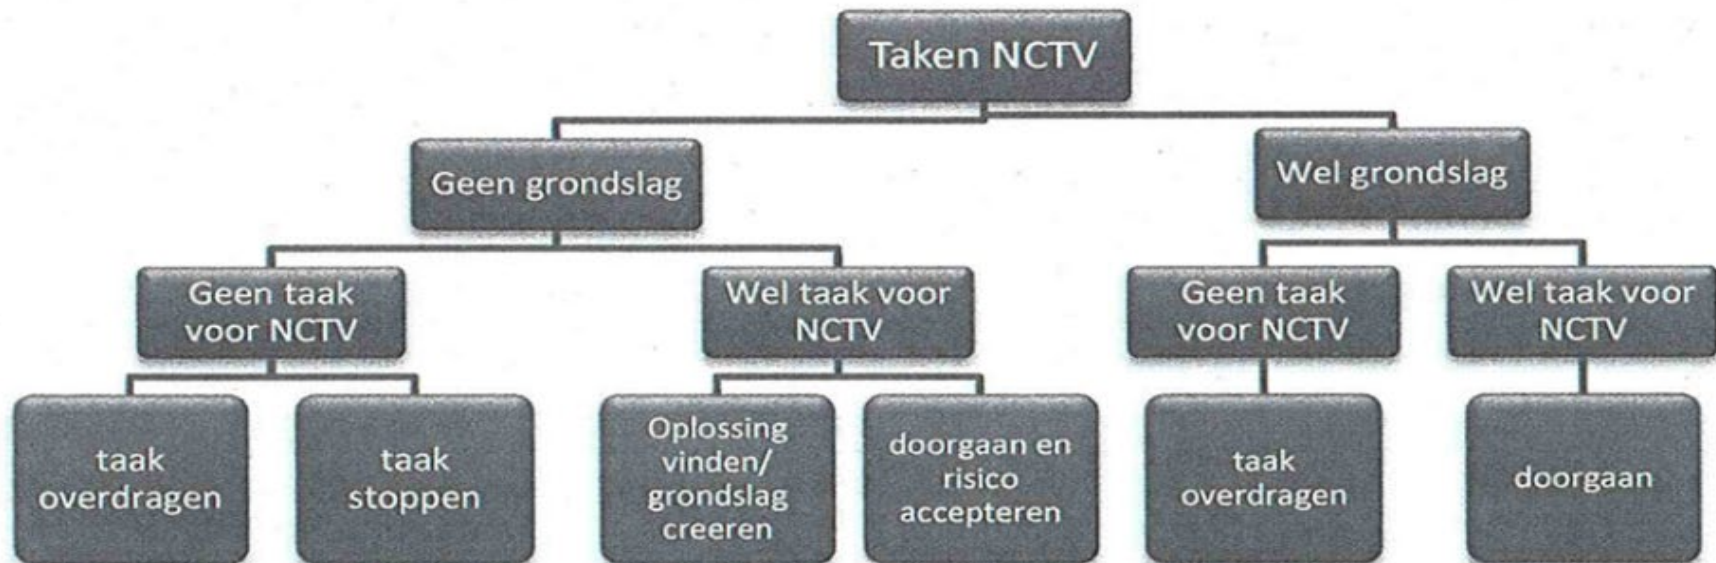 Taken NCTV
Geen grondslag
Wel grondslag
Geen taak
voor NCTV
Wel taak voor
NCTV
Geen taak
voor NCTV
Wel taak voor
NCTV
taak
overdragen
taak
stoppen
Oplossing
vinden/
grondslag
creeren
doorgaan en
risico
accepteren
taak
overdragen
doorgaan